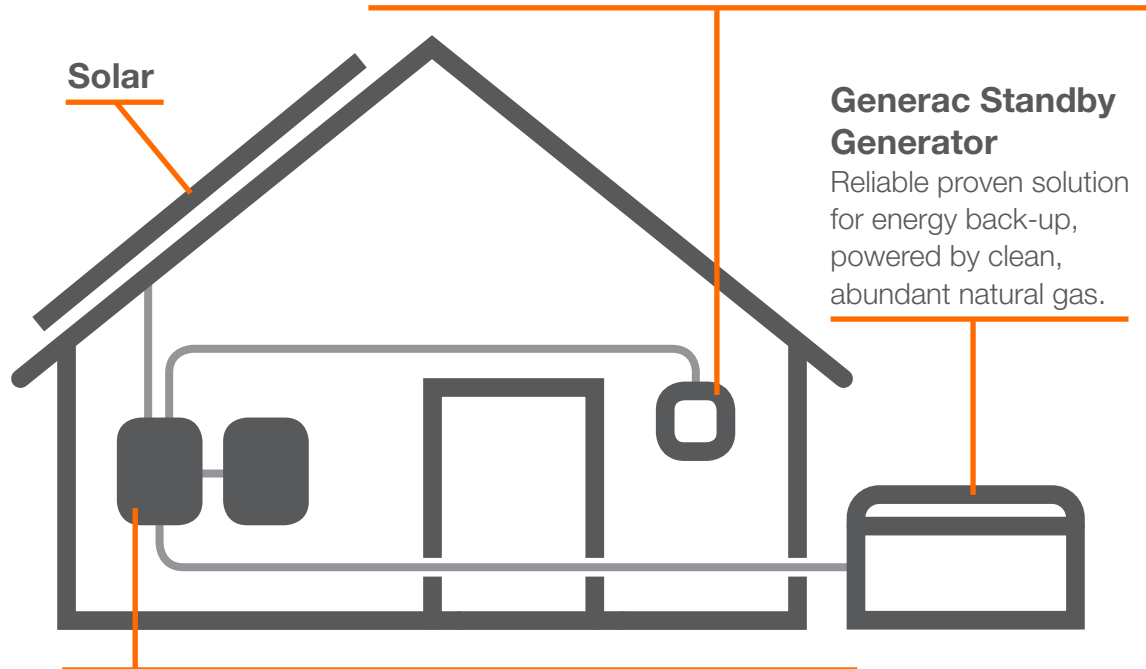 Solar
Generac Standby
Generator
Reliable proven solution
for energy back-up,
powered by clean,
abundant natural gas.